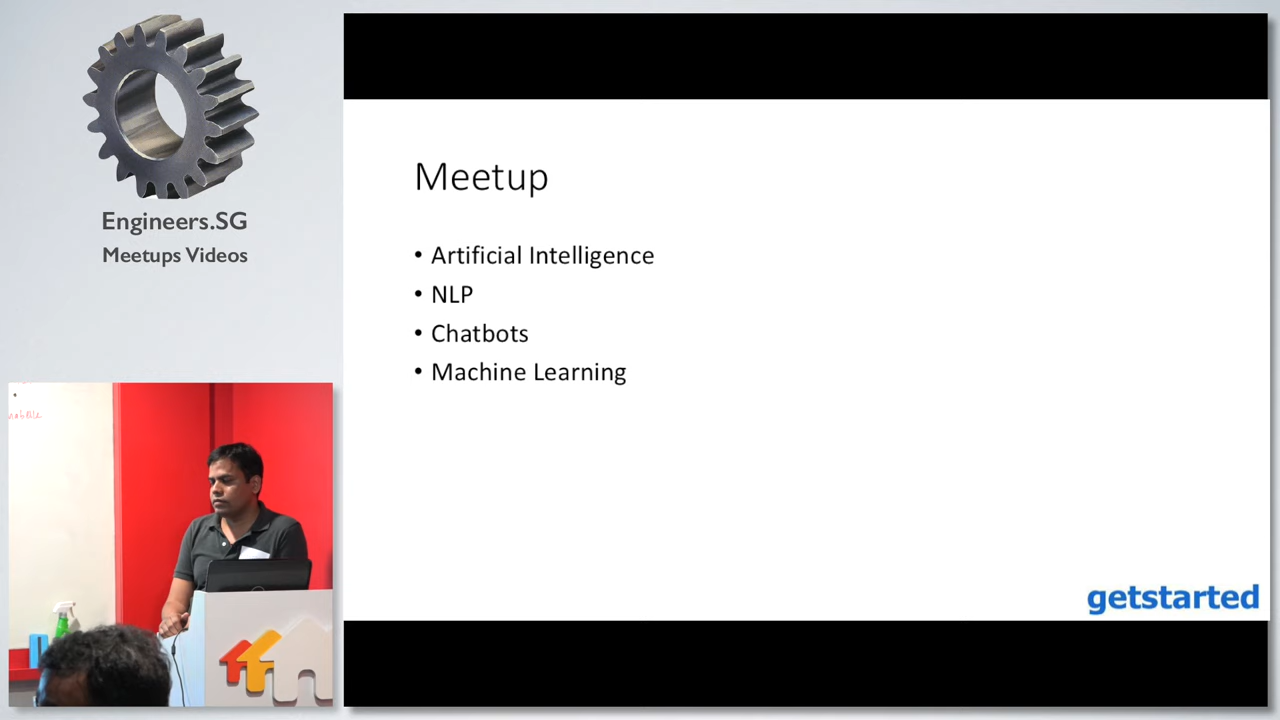 Engineers.SG
Meetups Videos
Meetup
• Artificial Intelligence
• NLP
• Chatbots
• Machine Learning
getstarted